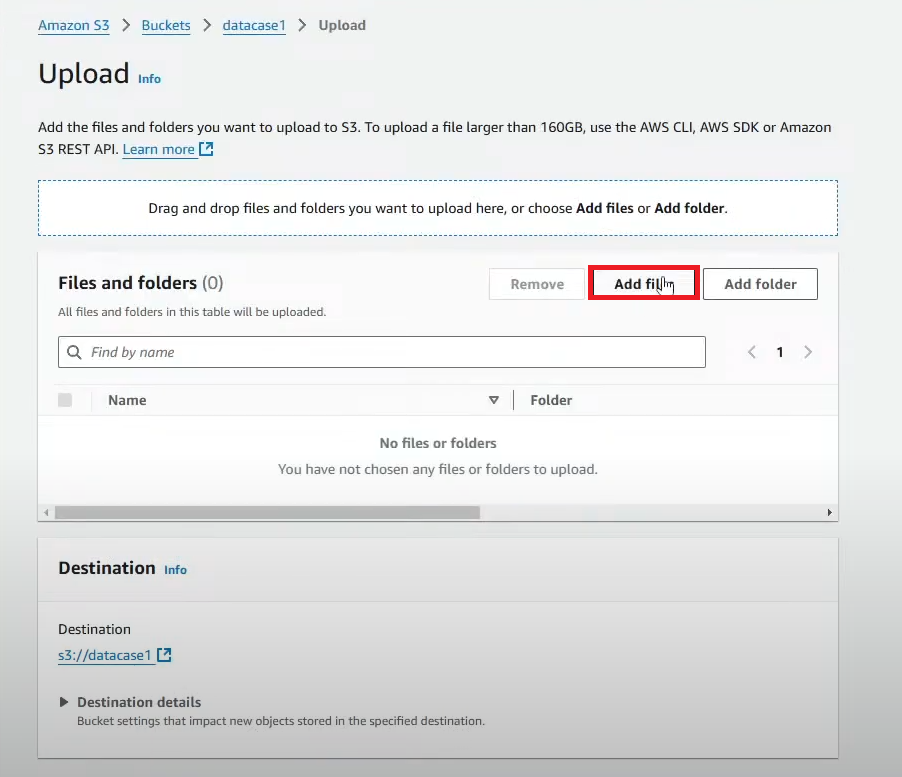 Amazon S3 > Buckets > datacase1 > Upload
Upload Info
Add the files and folders you want to upload to S3. To upload a file larger than 160GB, use the AWS CLI, AWS SDK or Amazon
S3 REST API. Learn more
Drag and drop files and folders you want to upload here, or choose Add files or Add folder.
Files and folders (0)
Remove
Add
Add folder
All files and folders in this table will be uploaded.
Find by name
1
Name
Folder
No files or folders
You have not chosen any files or folders to upload.
Destination Info
Destination
s3://datacase1
Destination details
Bucket settings that impact new objects stored in the specified destination.